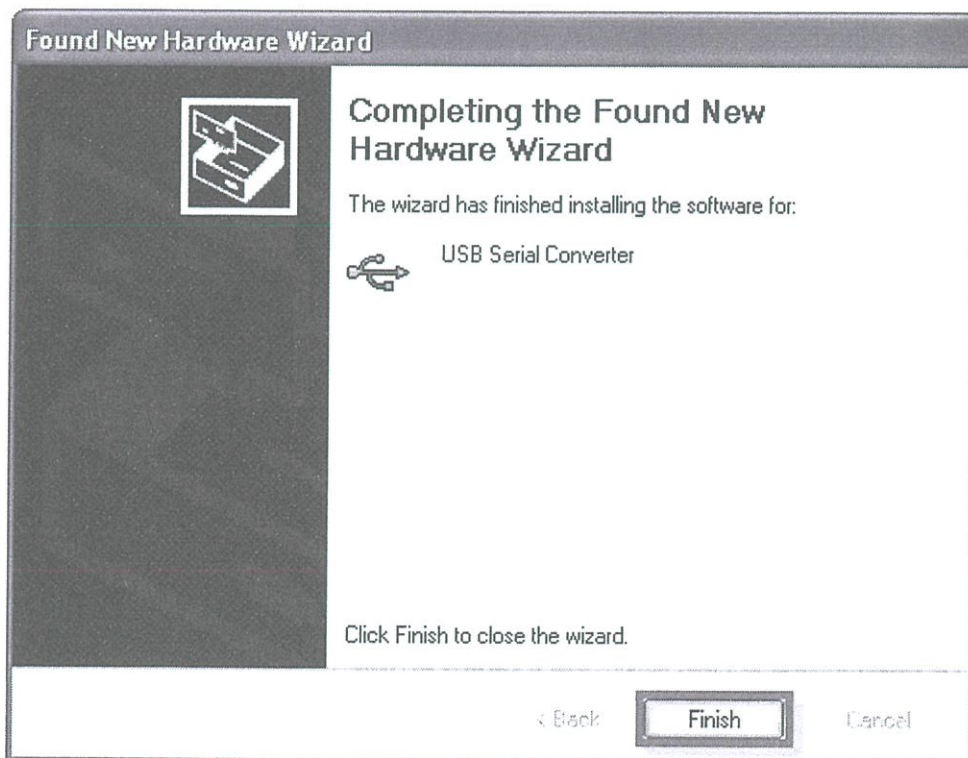 Found New Hardware Wizard
Completing the Found New
Hardware Wizard
The wizard has finished installing the software for:
USB Serial Converter
Click Finish to close the wizard.
< Back
Finish
Cancel